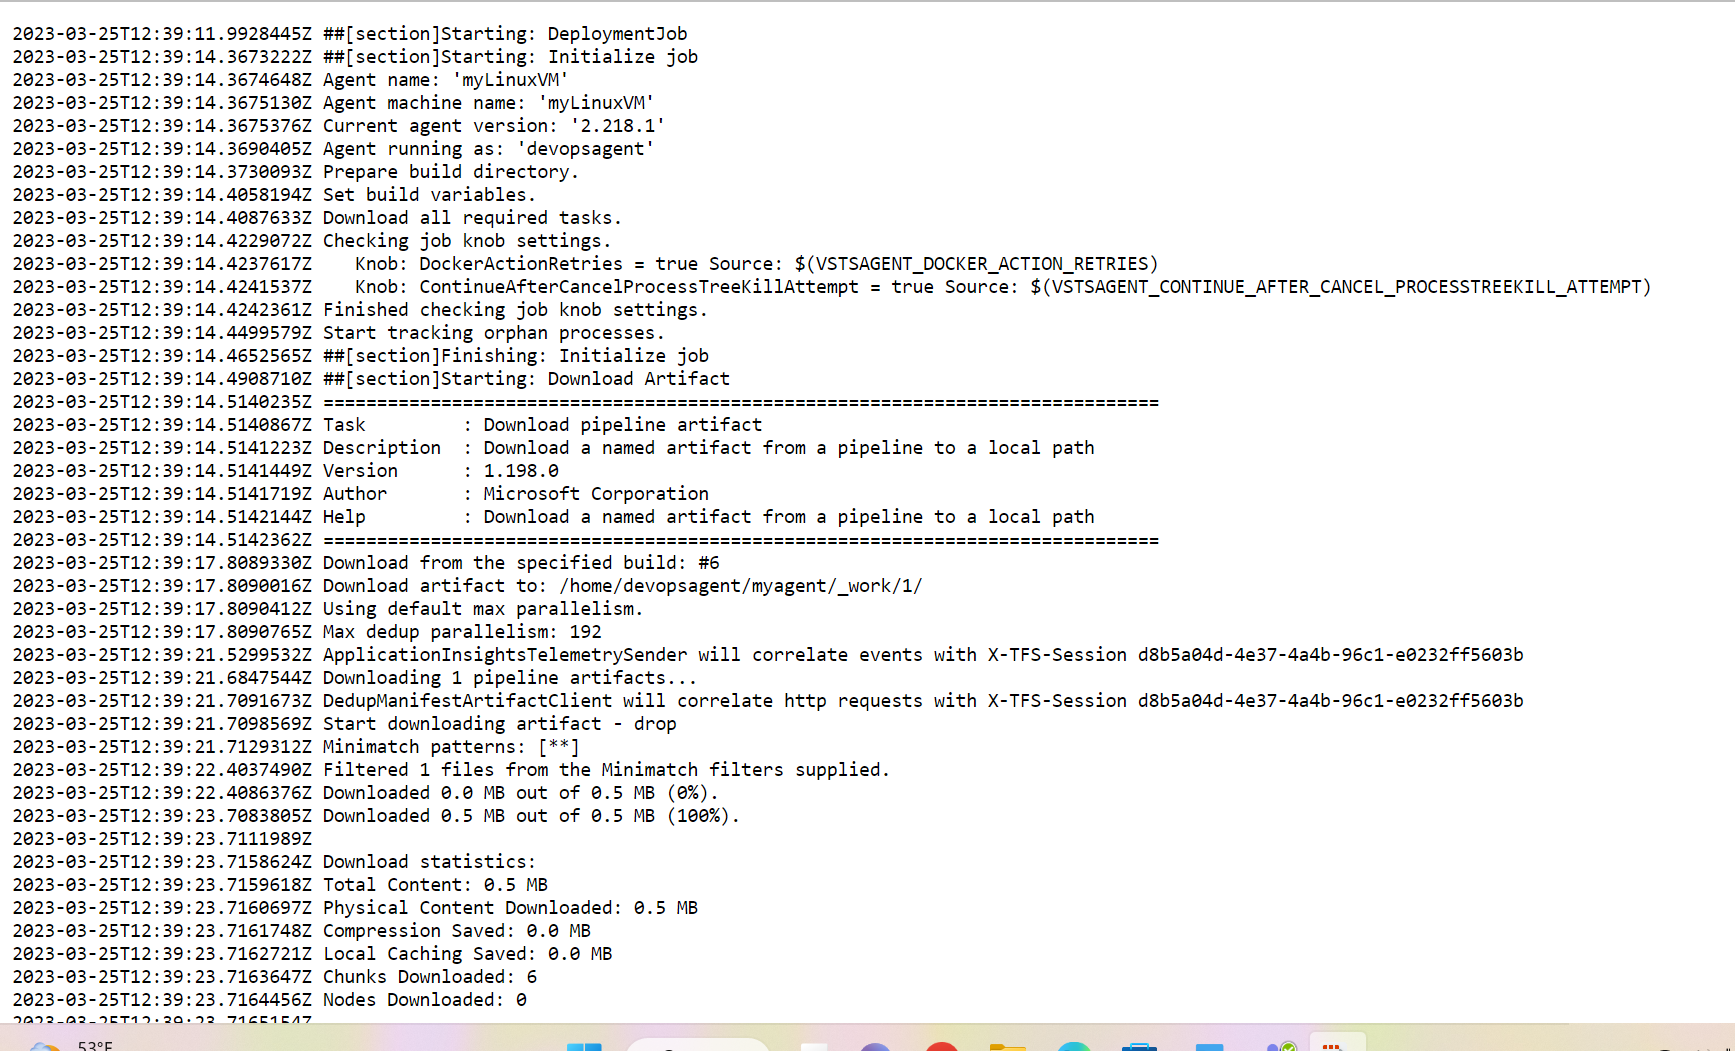 2023-03-25T12:39:11.9928445Z ##[section]Starting: DeploymentJob
2023-03-25T12:39:14.3673222Z ##[section]Starting: Initialize job
2023-03-25T12:39:14.3674648Z Agent name: 'myLinuxVM'
2023-03-25T12:39:14.3675130Z Agent machine name: 'myLinuxVM'
2023-03-25T12:39:14.3675376Z Current agent version: '2.218.1'
2023-03-25T12:39:14.3690405Z Agent running as: 'devopsagent'
2023-03-25T12:39:14.3730093Z Prepare build directory.
2023-03-25T12:39:14.4058194Z Set build variables.
2023-03-25T12:39:14.4087633Z Download all required tasks.
2023-03-25T12:39:14.4229072Z Checking job knob settings.
2023-03-25T12:39:14.4237617Z    Knob: DockerActionRetries = true Source: $(VSTSAGENT_DOCKER_ACTION_RETRIES)
2023-03-25T12:39:14.4241537Z    Knob: ContinueAfterCancelProcessTreeKillAttempt = true Source: $(VSTSAGENT_CONTINUE_AFTER_CANCEL_PROCESSTREEKILL_ATTEMPT)
2023-03-25T12:39:14.4242361Z Finished checking job knob settings.
2023-03-25T12:39:14.4499579Z Start tracking orphan processes.
2023-03-25T12:39:14.4652565Z ##[section]Finishing: Initialize job
2023-03-25T12:39:14.4908710Z ##[section]Starting: Download Artifact
2023-03-25T12:39:14.5140235Z ==============================================================================
2023-03-25T12:39:14.5140867Z Task         : Download pipeline artifact
2023-03-25T12:39:14.5141223Z Description  : Download a named artifact from a pipeline to a local path
2023-03-25T12:39:14.5141449Z Version      : 1.198.0
2023-03-25T12:39:14.5141719Z Author       : Microsoft Corporation
2023-03-25T12:39:14.5142144Z Help         : Download a named artifact from a pipeline to a local path
2023-03-25T12:39:14.5142362Z ==============================================================================
2023-03-25T12:39:17.8089330Z Download from the specified build: #6
2023-03-25T12:39:17.8090016Z Download artifact to: /home/devopsagent/myagent/_work/1/
2023-03-25T12:39:17.8090412Z Using default max parallelism.
2023-03-25T12:39:17.8090765Z Max dedup parallelism: 192
2023-03-25T12:39:21.5299532Z ApplicationInsightsTelemetrySender will correlate events with X-TFS-Session d8b5a04d-4e37-4a4b-96c1-e0232ff5603b
2023-03-25T12:39:21.6847544Z Downloading 1 pipeline artifacts...
2023-03-25T12:39:21.7091673Z DedupManifestArtifactClient will correlate http requests with X-TFS-Session d8b5a04d-4e37-4a4b-96c1-e0232ff5603b
2023-03-25T12:39:21.7098569Z Start downloading artifact - drop
2023-03-25T12:39:21.7129312Z Minimatch patterns: [**]
2023-03-25T12:39:22.4037490Z Filtered 1 files from the Minimatch filters supplied.
2023-03-25T12:39:22.4086376Z Downloaded 0.0 MB out of 0.5 MB (0%).
2023-03-25T12:39:23.7083805Z Downloaded 0.5 MB out of 0.5 MB (100%).
2023-03-25T12:39:23.7111989Z
2023-03-25T12:39:23.7158624Z Download statistics:
2023-03-25T12:39:23.7159618Z Total Content: 0.5 MB
2023-03-25T12:39:23.7160697Z Physical Content Downloaded: 0.5 MB
2023-03-25T12:39:23.7161748Z Compression Saved: 0.0 MB
2023-03-25T12:39:23.7162721Z Local Caching Saved: 0.0 MB
2023-03-25T12:39:23.7163647Z Chunks Downloaded: 6
2023-03-25T12:39:23.7164456Z Nodes Downloaded: 0
2023-03-25T12:39:23.7165154Z
53°F